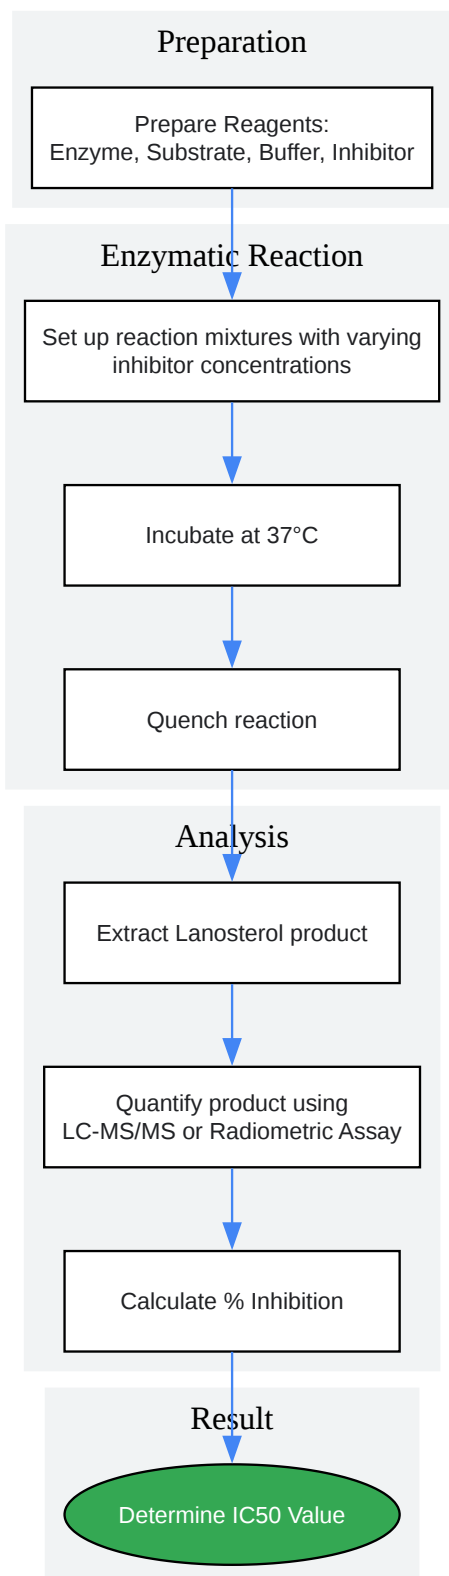 Preparation
Prepare Reagents:
Enzyme, Substrate, Buffer, Inhibitor
Enzymatic Reaction
Set up reaction mixtures with varying
inhibitor concentrations
Incubate at 37°C
Quench reaction
Analysis
Extract Lanosterol product
Quantify product using
LC-MS/MS or Radiometric Assay
Calculate % Inhibition
Result
Determine IC50 Value